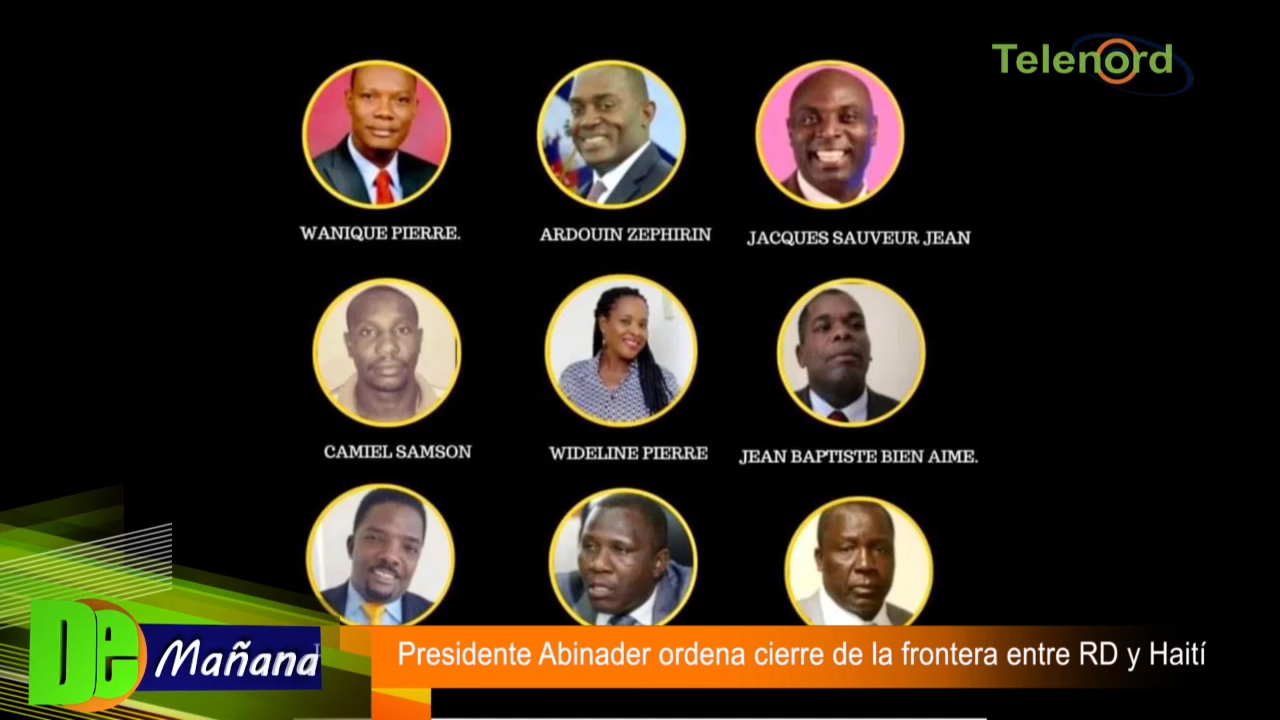 Telenord
WANIQUE PIERRE.
ARDOUIN ZEPHIRIN
JACQUES SAUVEUR JEAN
CAMIEL SAMSON
WIDELINE PIERRE
JEAN BAPTISTE BIEN AIME.
De
Mañana
Presidente Abinader ordena cierre de la frontera entre RD y Haití